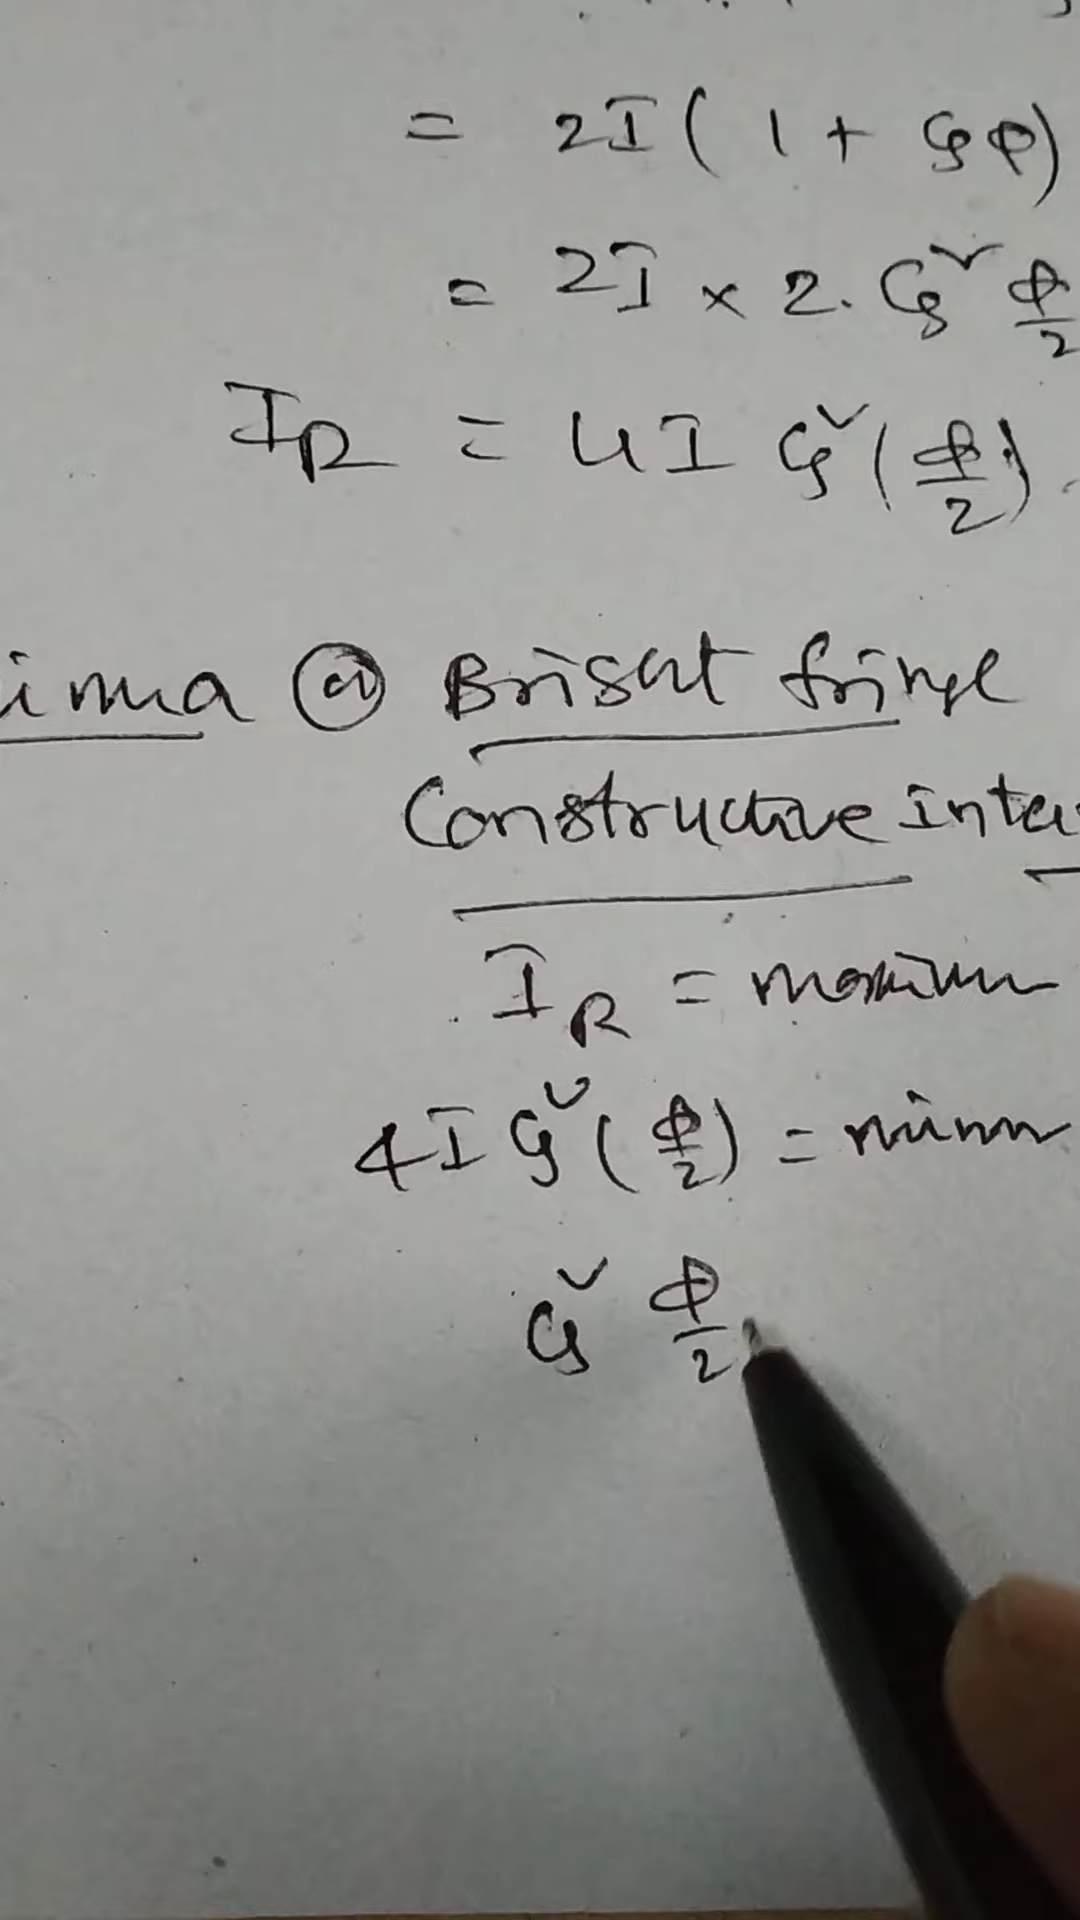 = 2I ( 1 + cos φ)
= 2I × 2. cos² φ/2
I_R = 4I cos² (φ/2)
ima (or) Bright fringe
Constructive Inte
I_R = maximum
4I cos² (φ/2) =
cos² φ/2